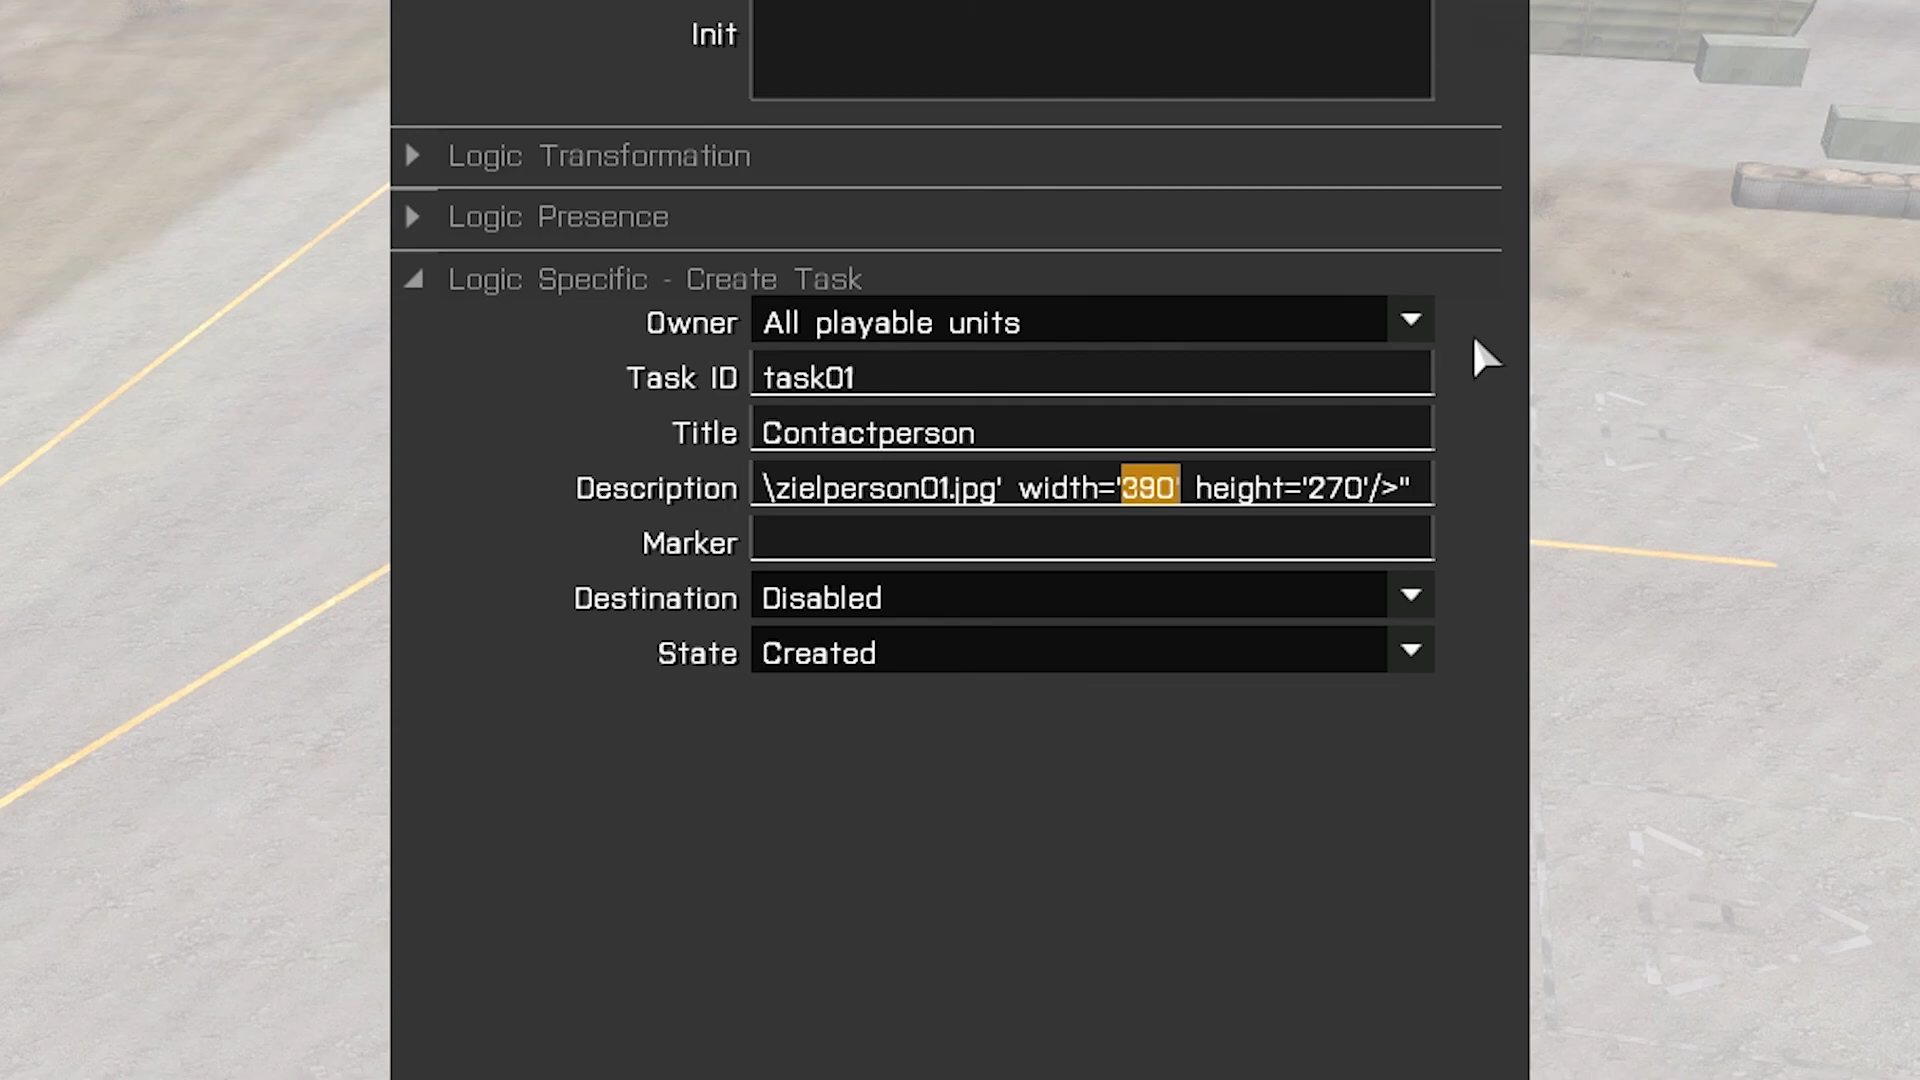 Init
Logic Transformation
Logic Presence
Logic Specific - Create Task
Owner All playable units
Task ID task01
Title Contactperson
Description \zielperson01.jpg' width='390' height='270'/>"
Marker
Destination Disabled
State Created